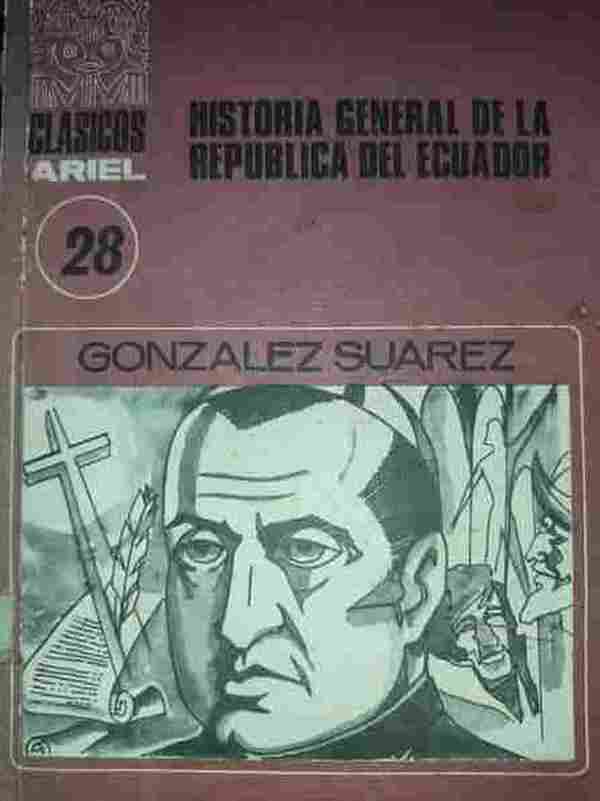 CLASICOS
ARIEL
HISTORIA GENERAL DE LA
REPUBLICA DEL ECUADOR
28
GONZALEZ SUAREZ